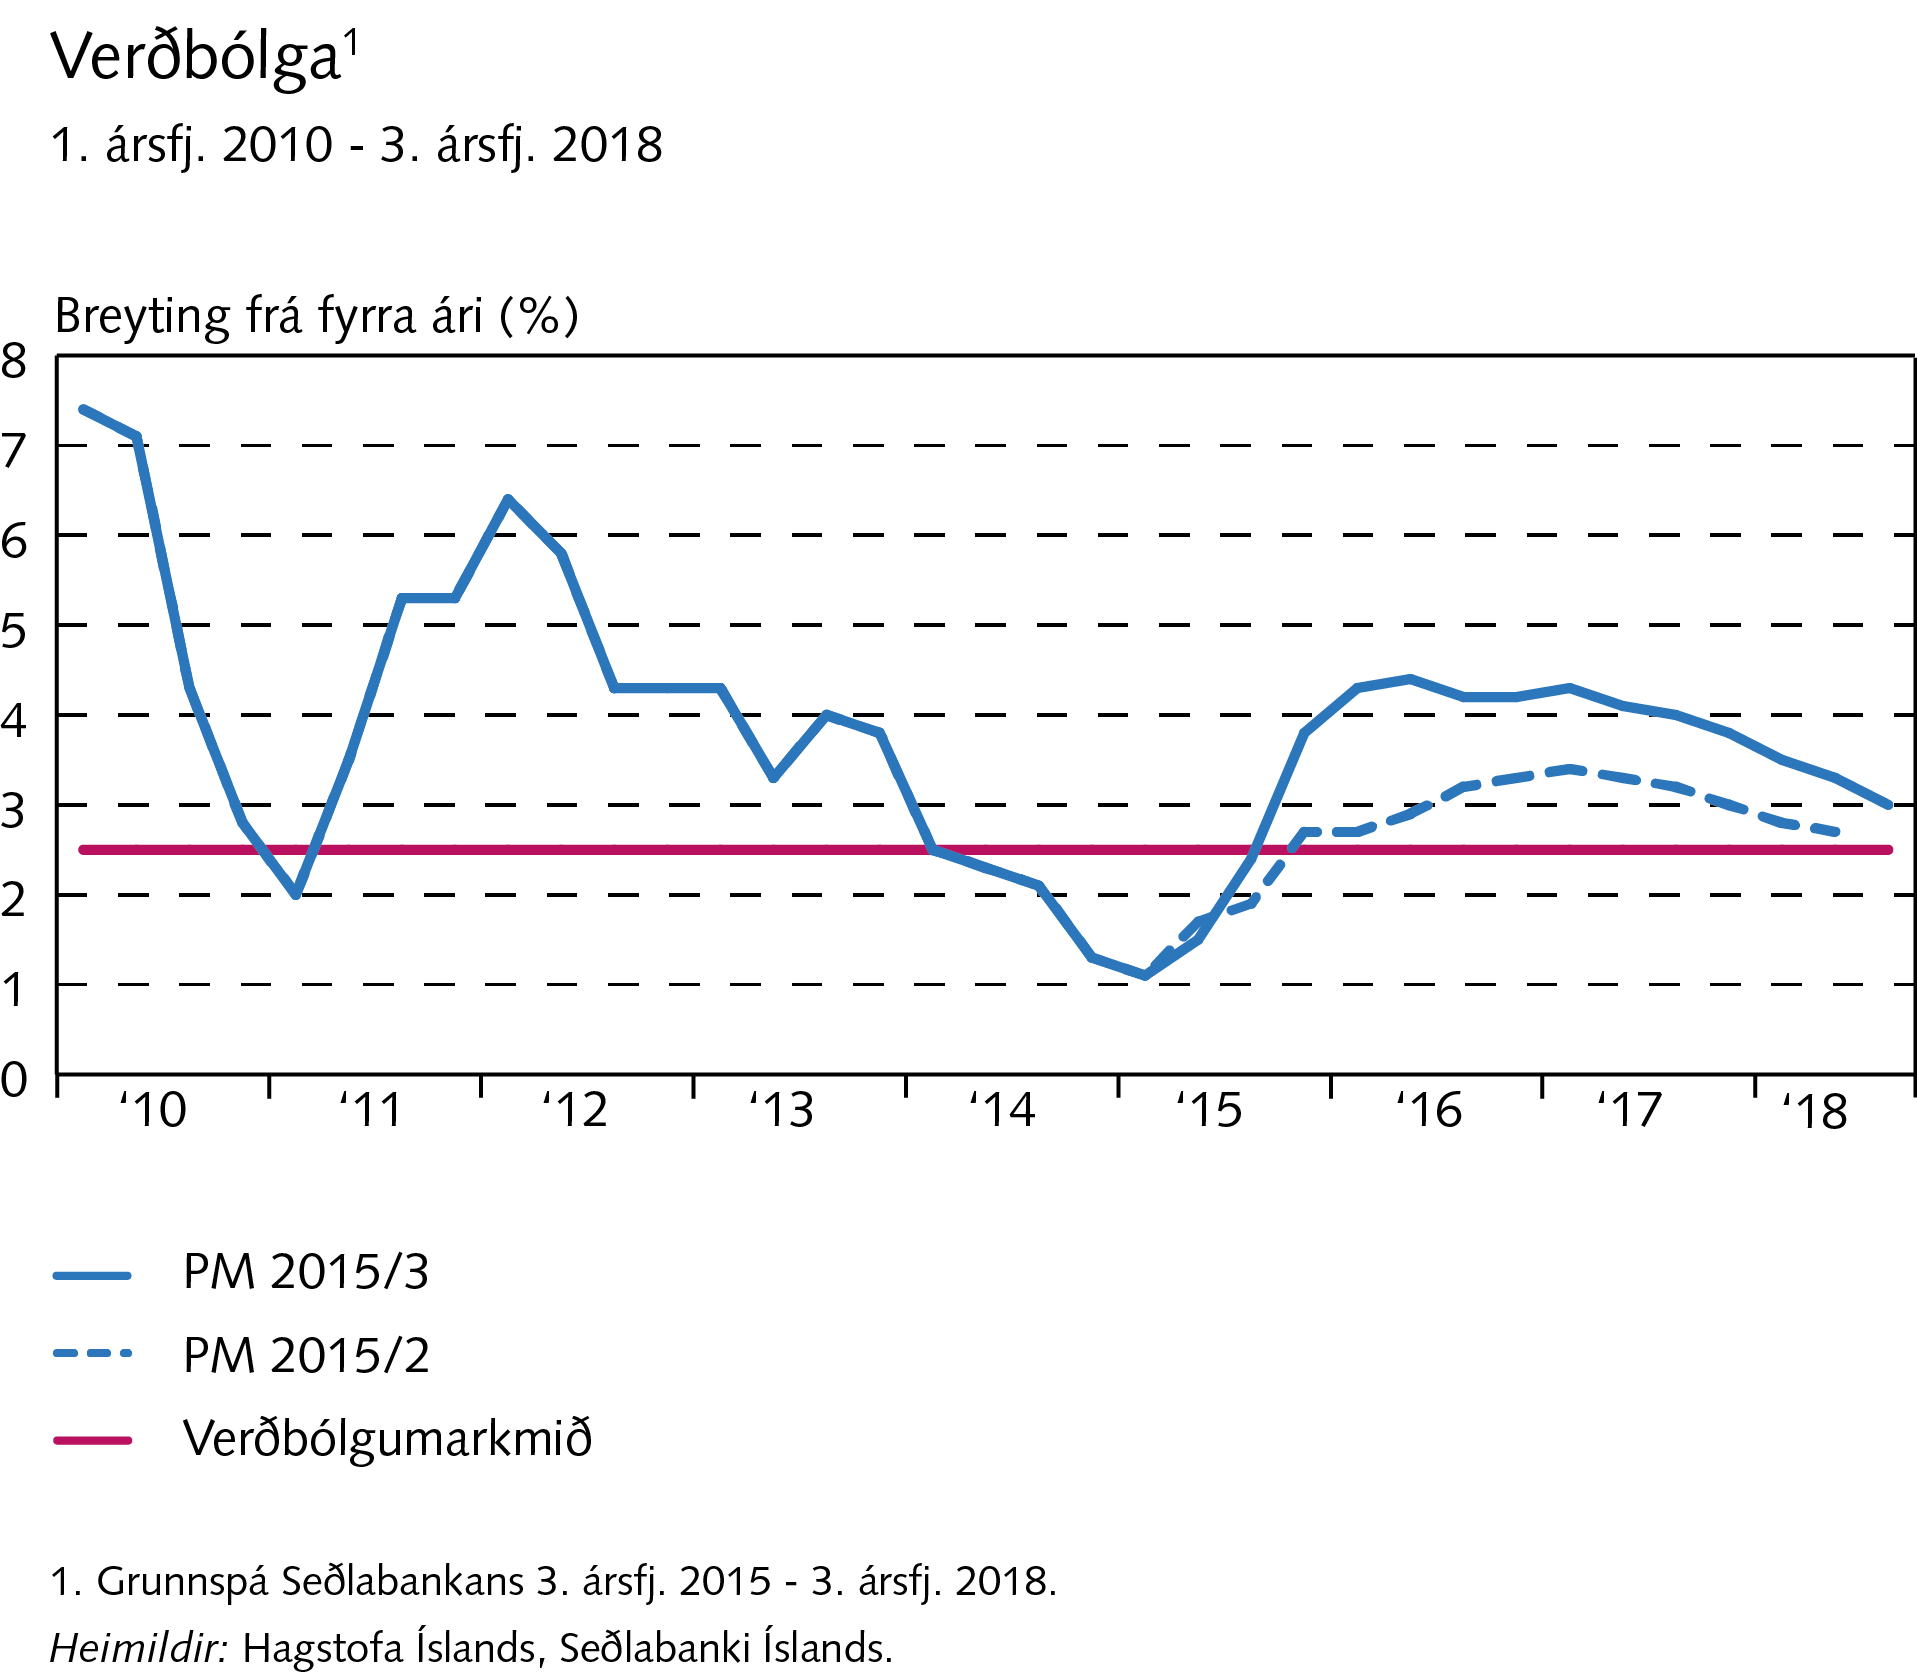 Verðbólga¹
1. ársfj. 2010 - 3. ársfj. 2018
Breyting frá fyrra ári (%)
8
7
6
5
4
3
2
1
0
‘10 ‘11 ‘12 ‘13 ‘14 ‘15 ‘16 ‘17 ‘18
PM 2015/3
PM 2015/2
Verðbólgumarkmið
1. Grunnspá Seðlabankans 3. ársfj. 2015 - 3. ársfj. 2018.
Heimildir: Hagstofa Íslands, Seðlabanki Íslands.